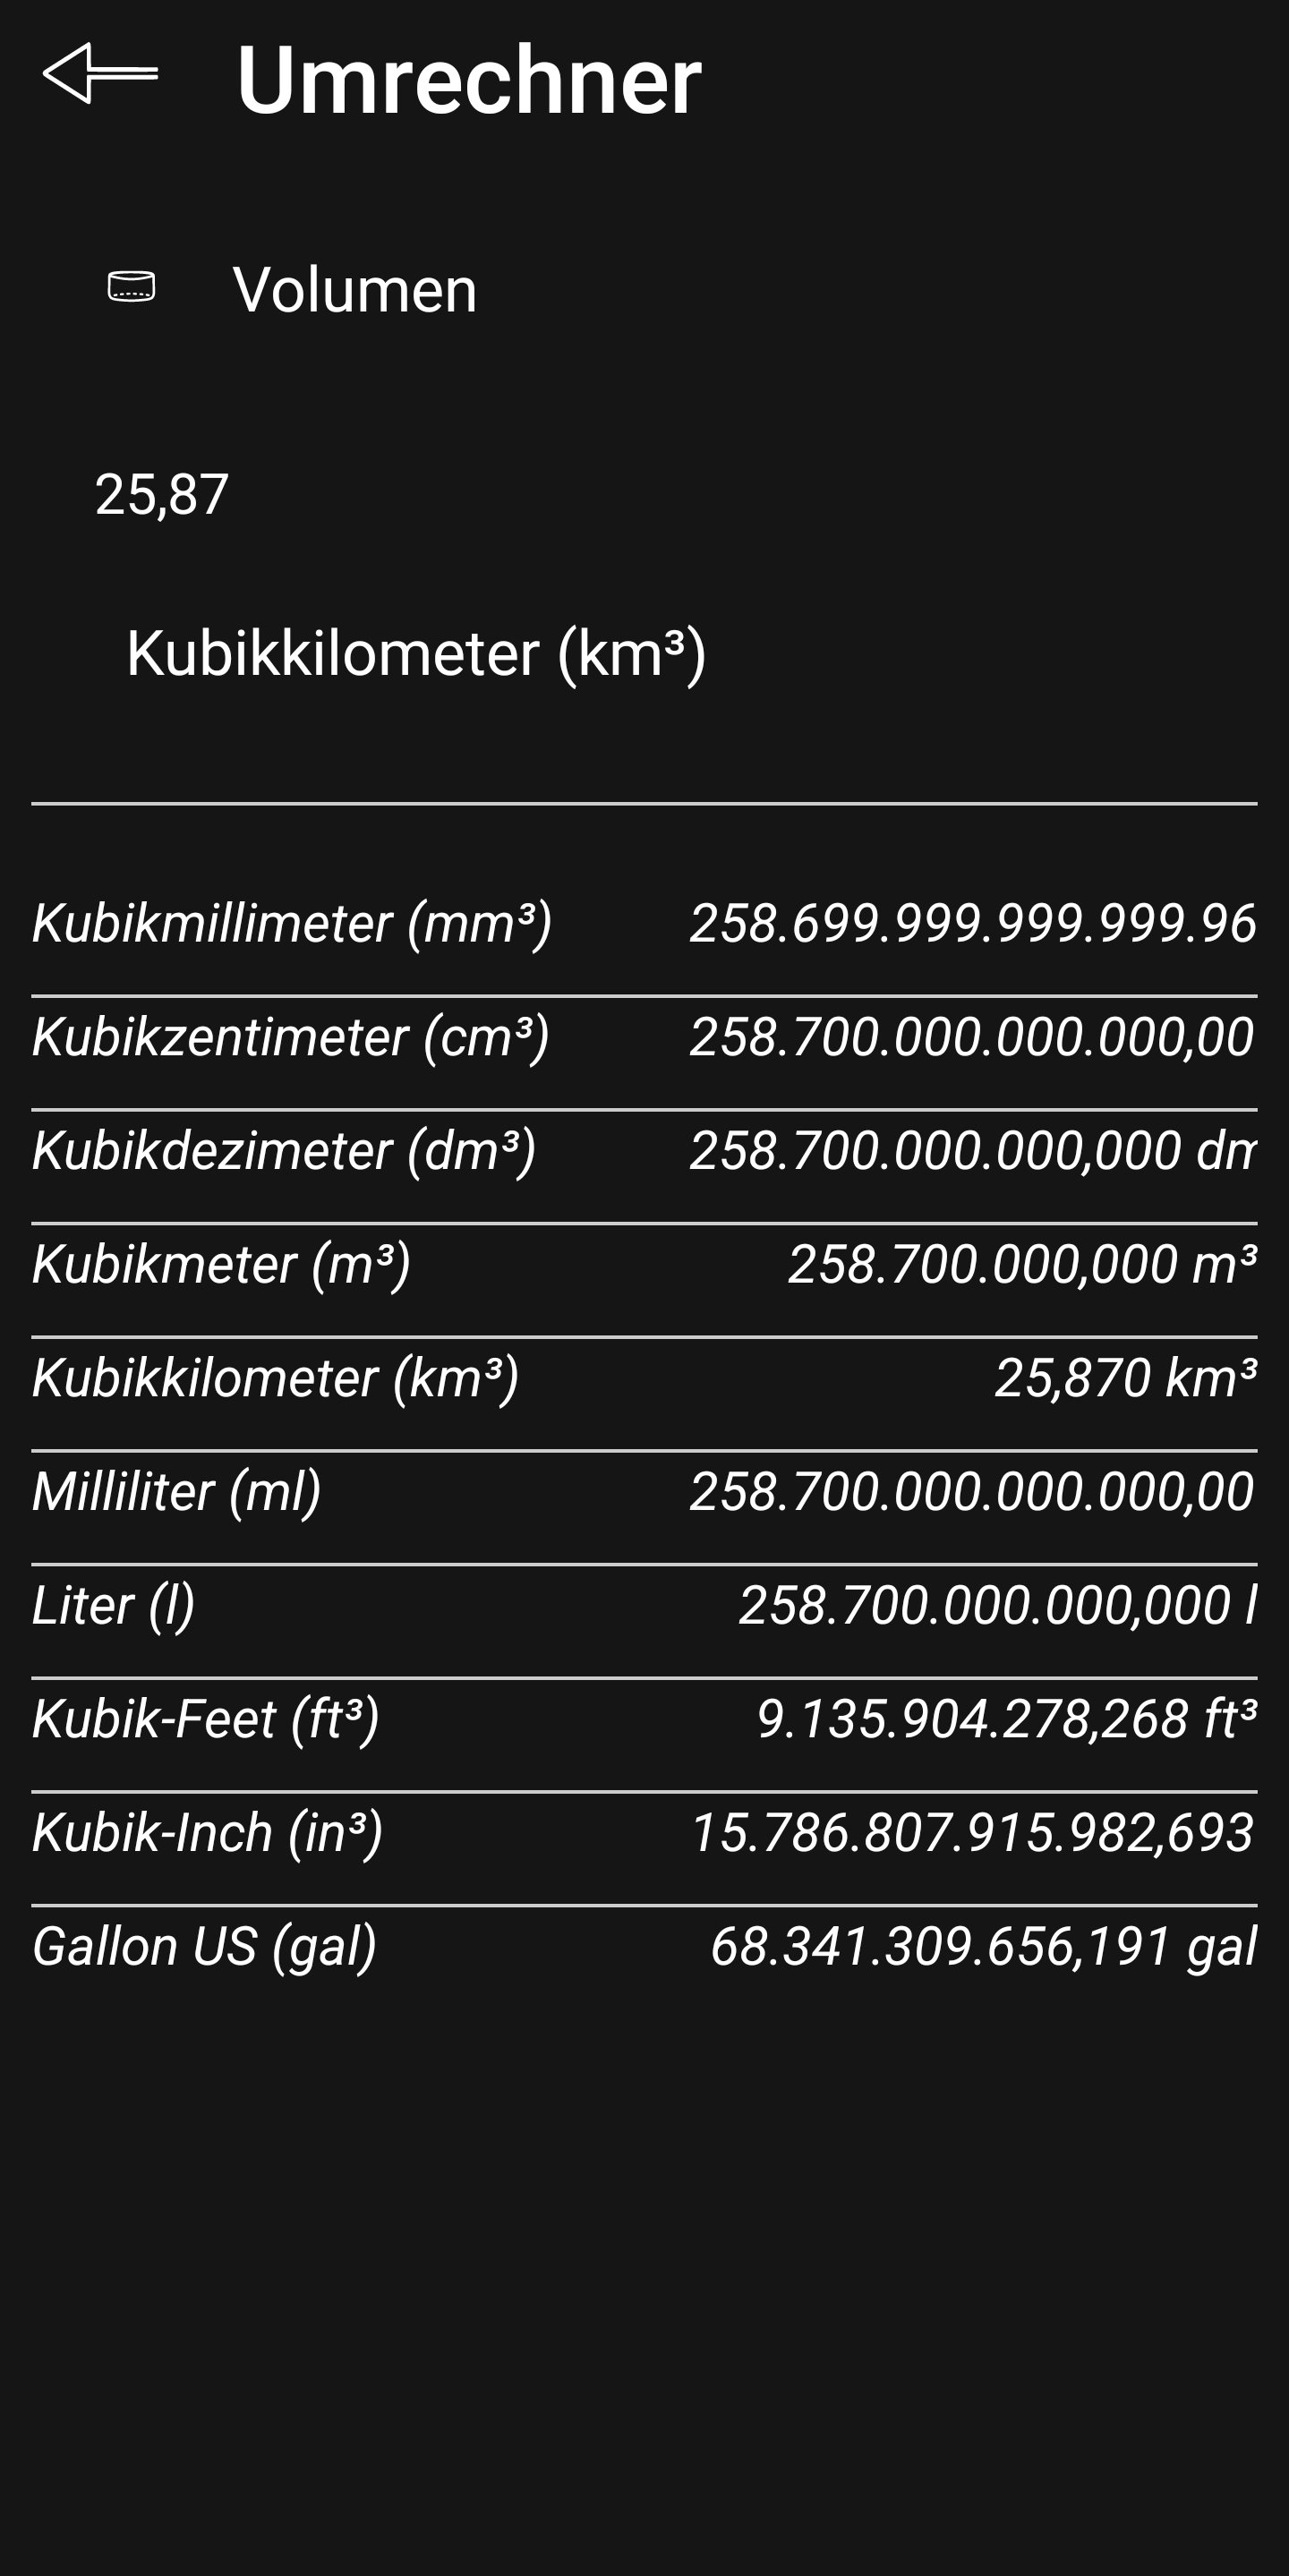 Umrechner
Volumen
25,87
Kubikkilometer (km³)
Kubikmillimeter (mm³) 258.699.999.999.999.96
Kubikzentimeter (cm³) 258.700.000.000.000,00
Kubikdezimeter (dm³) 258.700.000.000,000 dm
Kubikmeter (m³) 258.700.000,000 m³
Kubikkilometer (km³) 25,870 km³
Milliliter (ml) 258.700.000.000.000,00
Liter (l) 258.700.000.000,000 l
Kubik-Feet (ft³) 9.135.904.278,268 ft³
Kubik-Inch (in³) 15.786.807.915.982,693
Gallon US (gal) 68.341.309.656,191 gal